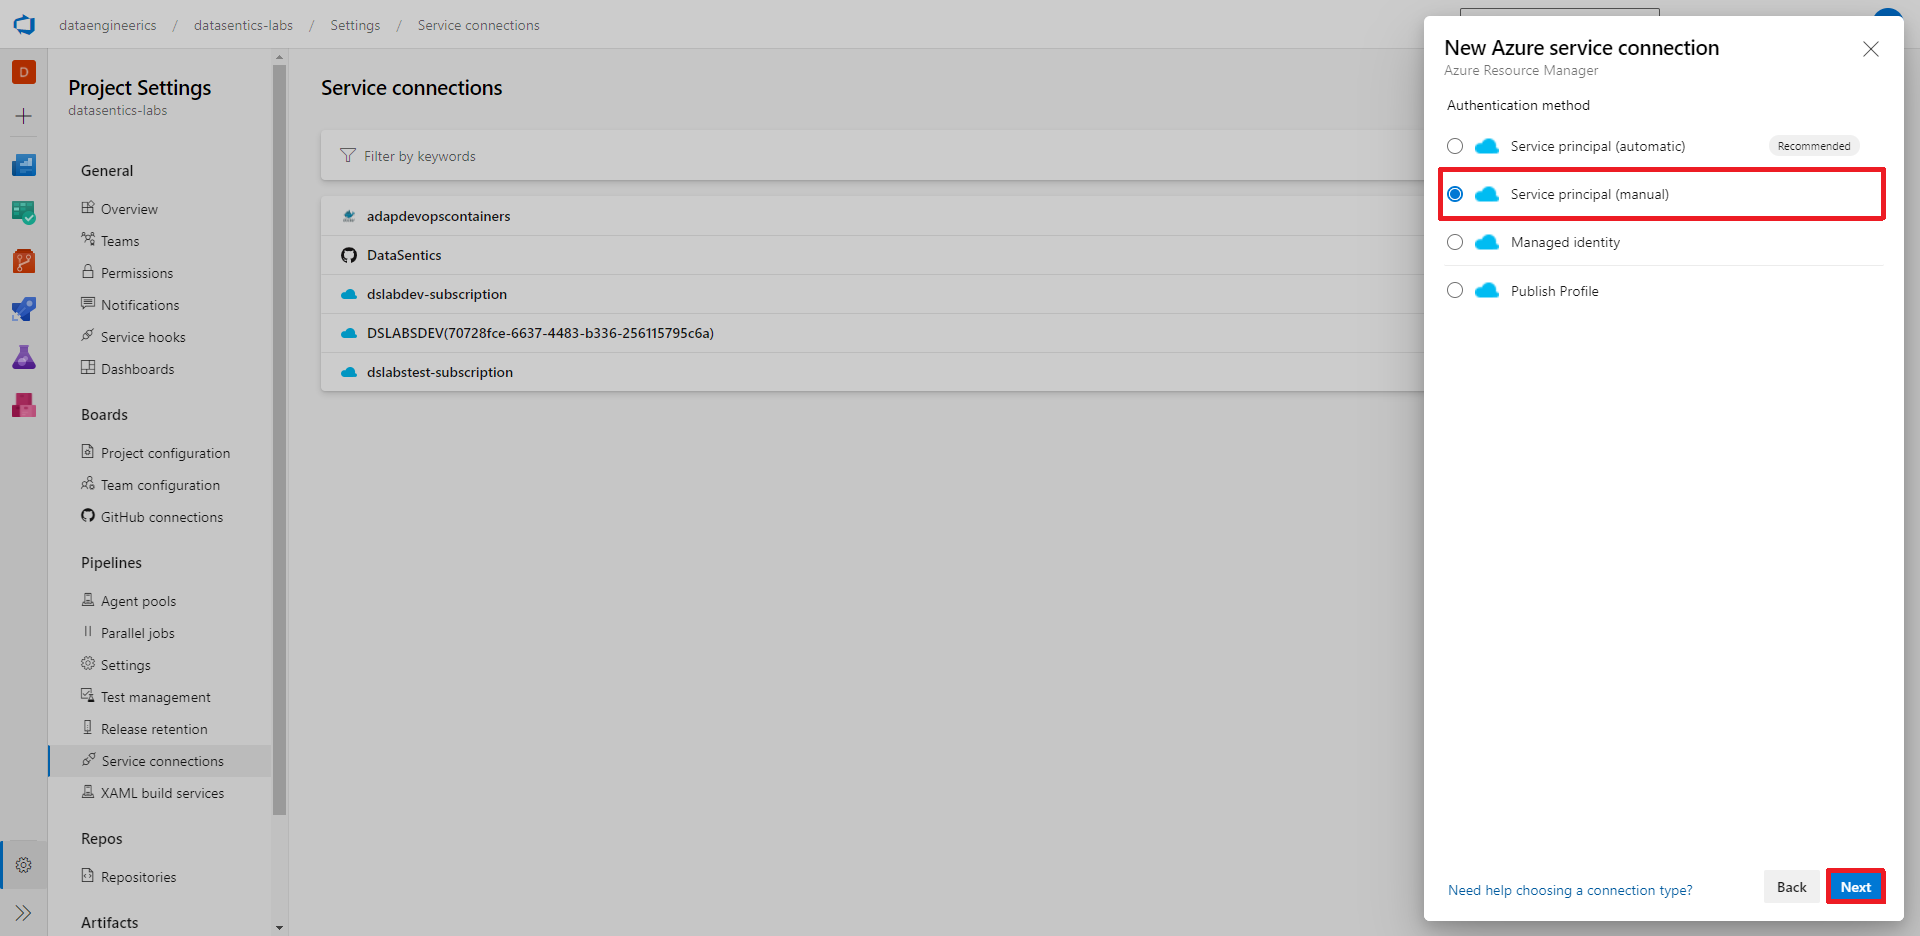 dataengineerics / datasentics-labs / Settings / Service connections
D
Project Settings
datasentics-labs
General
Overview
Teams
Permissions
Notifications
Service hooks
Dashboards
Boards
Project configuration
Team configuration
GitHub connections
Pipelines
Agent pools
Parallel jobs
Settings
Test management
Release retention
Service connections
XAML build services
Repos
Repositories
Artifacts
Service connections
Filter by keywords
adapdevopscontainers
DataSentics
dslabdev-subscription
DSLABSDEV(70728fce-6637-4483-b336-256115795c6a)
dslabstest-subscription
New Azure service connection
Azure Resource Manager
Authentication method
Service principal (automatic) Recommended
Service principal (manual)
Managed identity
Publish Profile
Need help choosing a connection type? Back Next